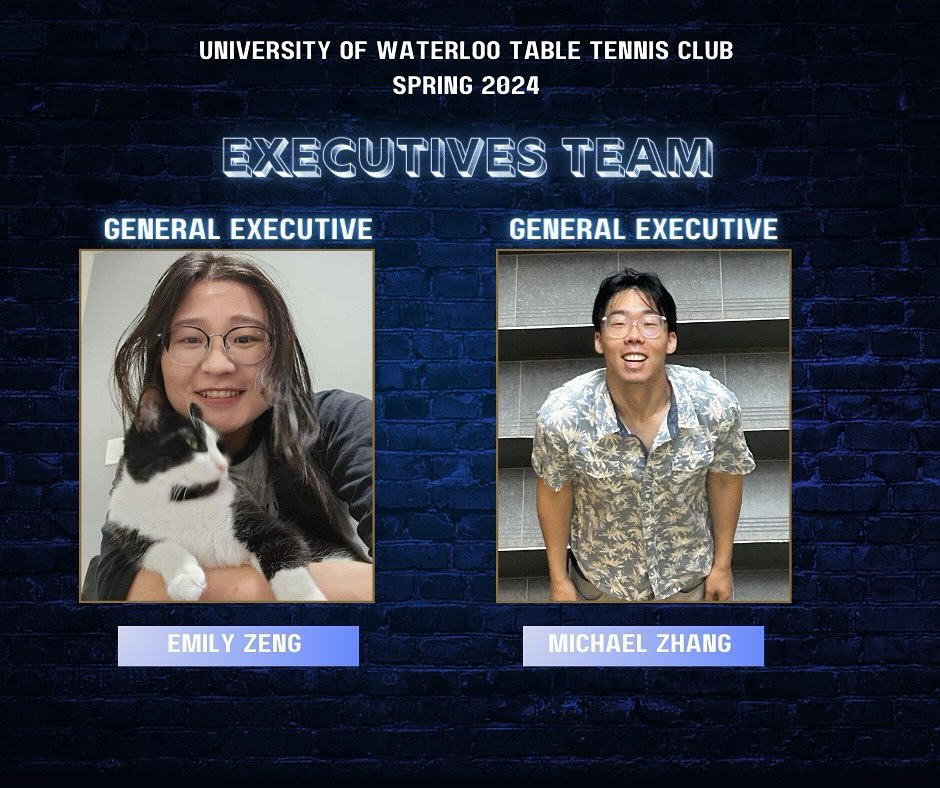 UNIVERSITY OF WATERLOO TABLE TENNIS CLUB
SPRING 2024
EXECUTIVES TEAM
GENERAL EXECUTIVE
GENERAL EXECUTIVE
EMILY ZENG
MICHAEL ZHANG